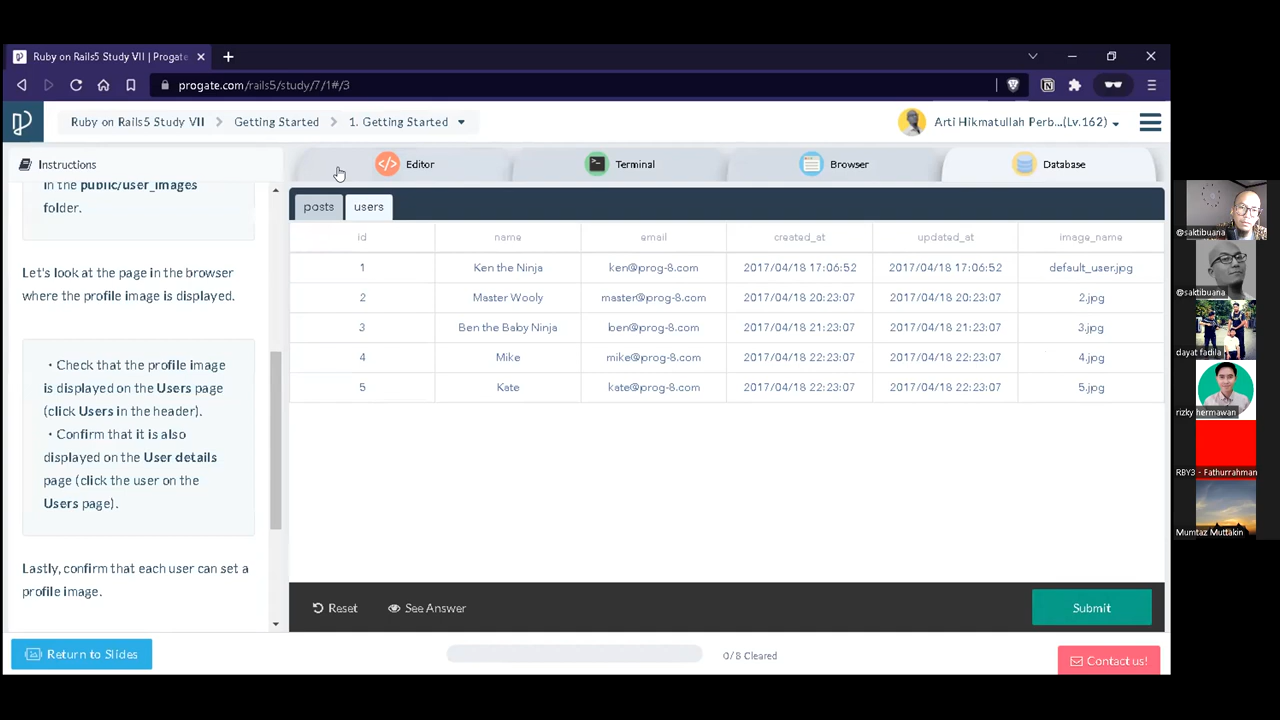 Ruby on Rails5 Study VII | Progate
progate.com/rails5/study/7/1#/3
Ruby on Rails5 Study VII
Getting Started
1. Getting Started
Arti Hikmatullah Perb...(Lv.162)
Instructions
Editor
Terminal
Browser
Database
in the public/user_images
folder.
Let's look at the page in the browser
where the profile image is displayed.
・Check that the profile image
is displayed on the Users page
(click Users in the header).
・Confirm that it is also
displayed on the User details
page (click the user on the
Users page).
Lastly, confirm that each user can set a
profile image.
posts users
id name email created_at updated_at image_name
1 Ken the Ninja ken@prog-8.com 2017/04/18 17:06:52 2017/04/18 17:06:52 default_user.jpg
2 Master Wooly master@prog-8.com 2017/04/18 20:23:07 2017/04/18 20:23:07 2.jpg
3 Ben the Baby Ninja ben@prog-8.com 2017/04/18 21:23:07 2017/04/18 21:23:07 3.jpg
4 Mike mike@prog-8.com 2017/04/18 22:23:07 2017/04/18 22:23:07 4.jpg
5 Kate kate@prog-8.com 2017/04/18 22:23:07 2017/04/18 22:23:07 5.jpg
Reset
See Answer
Submit
Return to Slides
0/8 Cleared
Contact us!
@saktibuana
@saktibuana
dayat fadila
rizky hermawan
RBY3 - Fathurrahman
Mumtaz Muttakin